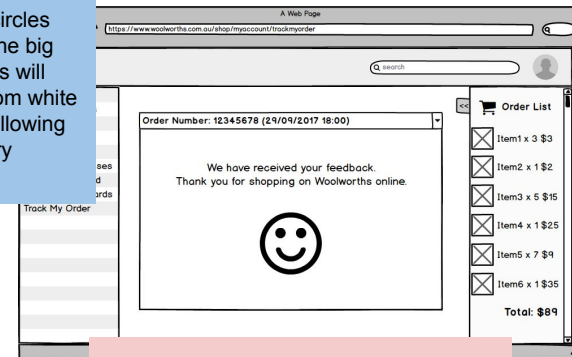 A Web Page
https://www.woolworths.com.au/shop/myaccount/trackmyorder
circles
the big
s will
om white
llowing
ry
search
<<
Order List
Order Number: 12345678 (29/09/2017 18:00)
We have received your feedback.
Thank you for shopping on Woolworths online.
ses
d
ards
Track My Order
Item1 x 3 $3
Item2 x 1 $2
Item3 x 5 $15
Item4 x 1 $25
Item5 x 7 $9
Item6 x 1 $35
Total: $89